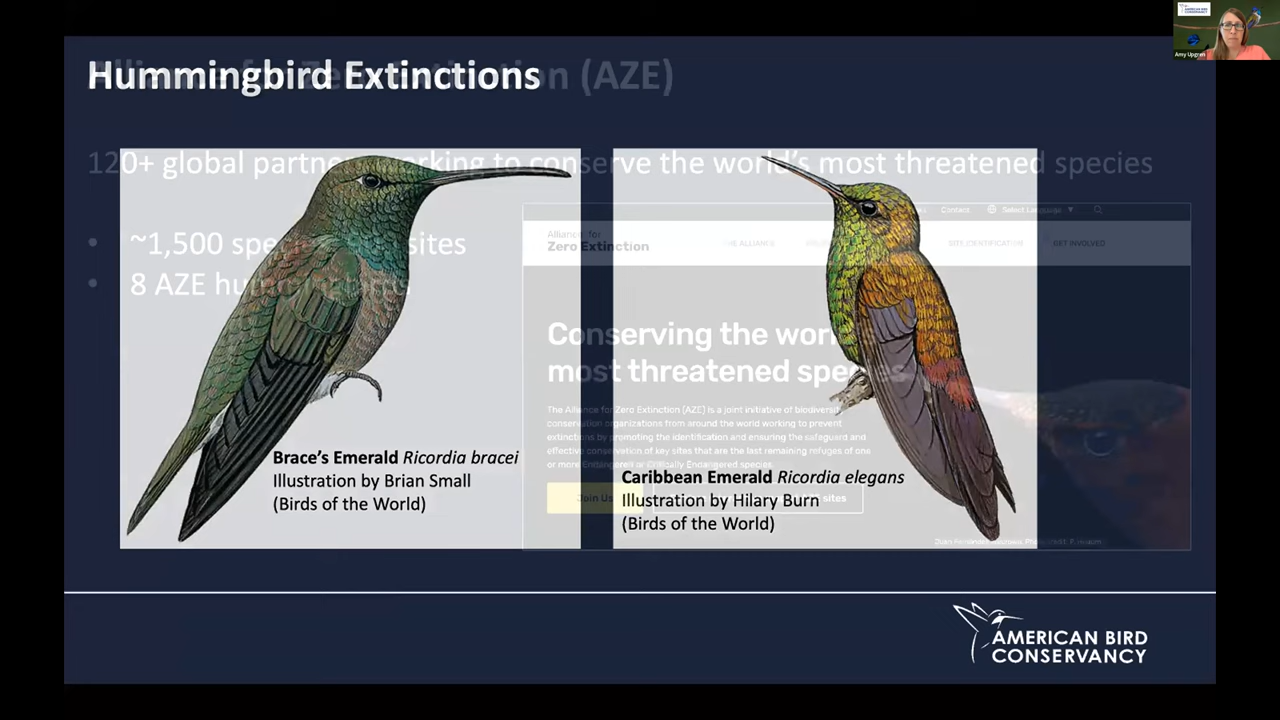 AMERICAN BIRD
CONSERVANCY
Amy Upgren
Hummingbird Extinctions
Alliance for Zero Extinction (AZE)
120+ global partners working to conserve the world's most threatened species
• ~1,500 species sites
• 8 AZE hummingbirds
Contact Select Language
Alliance for
Zero Extinction
THE ALLIANCE SITE IDENTIFICATION GET INVOLVED
Conserving the world
most threatened species
The Alliance for Zero Extinction (AZE) is a joint initiative of biodiversity
conservation organizations from around the world working to prevent
extinctions by promoting the identification and ensuring the safeguard and
effective conservation of key sites that are the last remaining refuges of one
or more Endangered or Critically Endangered species.
Join Us sites
Brace's Emerald Ricordia bracei
Illustration by Brian Small
(Birds of the World)
Caribbean Emerald Ricordia elegans
Illustration by Hilary Burn
(Birds of the World)
AMERICAN BIRD
CONSERVANCY